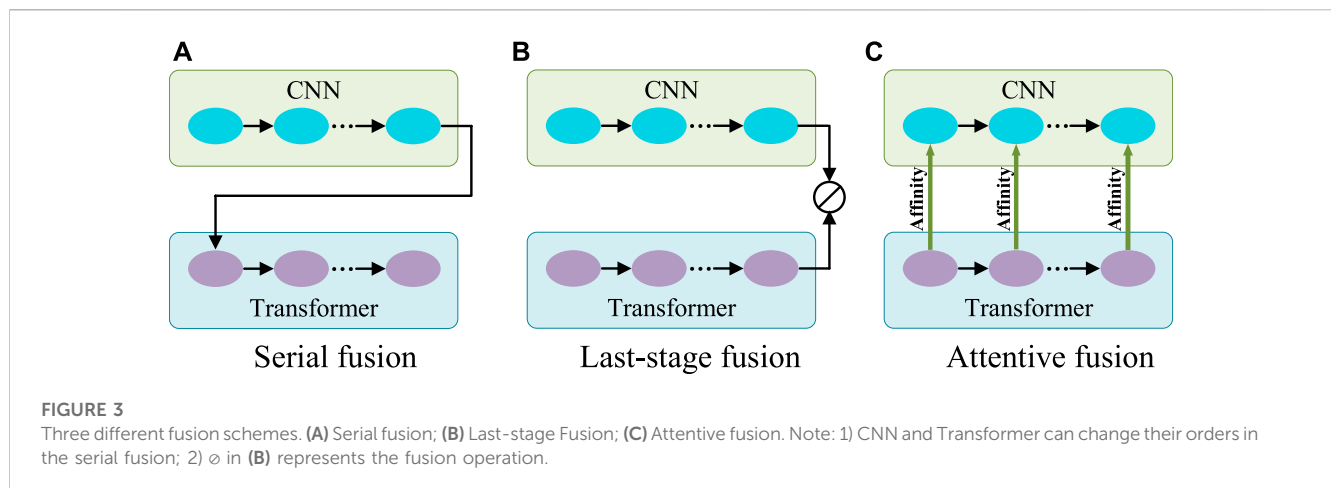 A
B
C
CNN
CNN
CNN
Affinity
Affinity
Affinity
Transformer
Transformer
Transformer
Serial fusion
Last-stage fusion
Attentive fusion
FIGURE 3
Three different fusion schemes. (A) Serial fusion; (B) Last-stage Fusion; (C) Attentive fusion. Note: 1) CNN and Transformer can change their orders in
the serial fusion; 2) ⊘ in (B) represents the fusion operation.